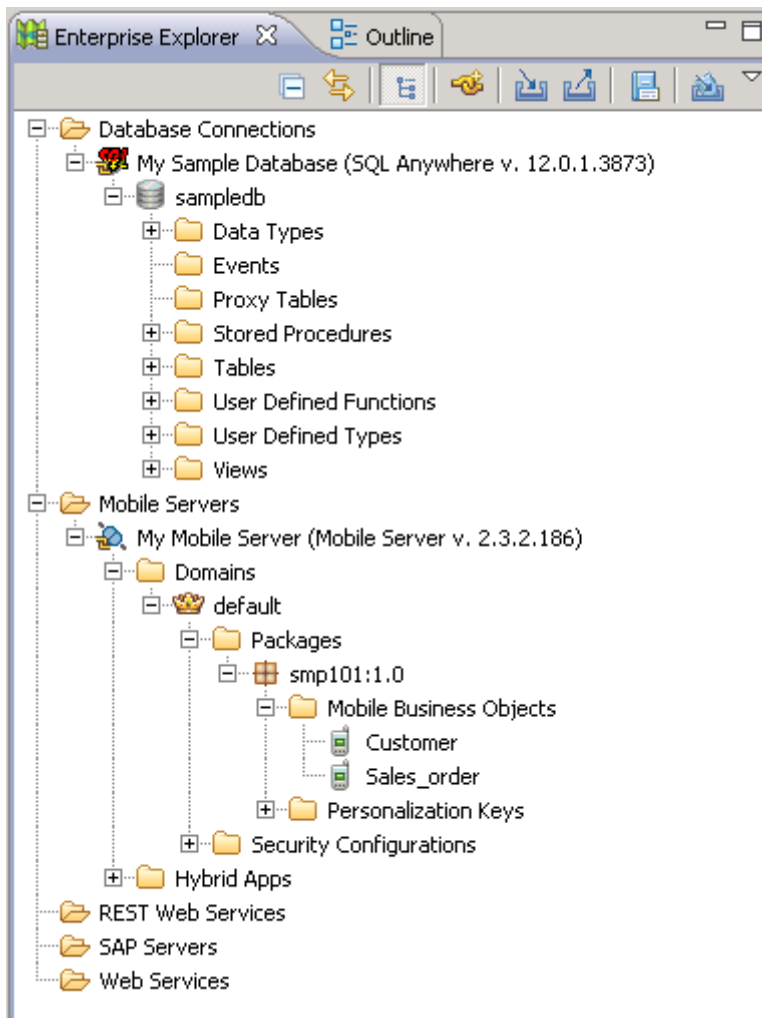 Enterprise Explorer Outline
Database Connections
My Sample Database (SQL Anywhere v. 12.0.1.3873)
sampledb
Data Types
Events
Proxy Tables
Stored Procedures
Tables
User Defined Functions
User Defined Types
Views
Mobile Servers
My Mobile Server (Mobile Server v. 2.3.2.186)
Domains
default
Packages
smp101:1.0
Mobile Business Objects
Customer
Sales_order
Personalization Keys
Security Configurations
Hybrid Apps
REST Web Services
SAP Servers
Web Services